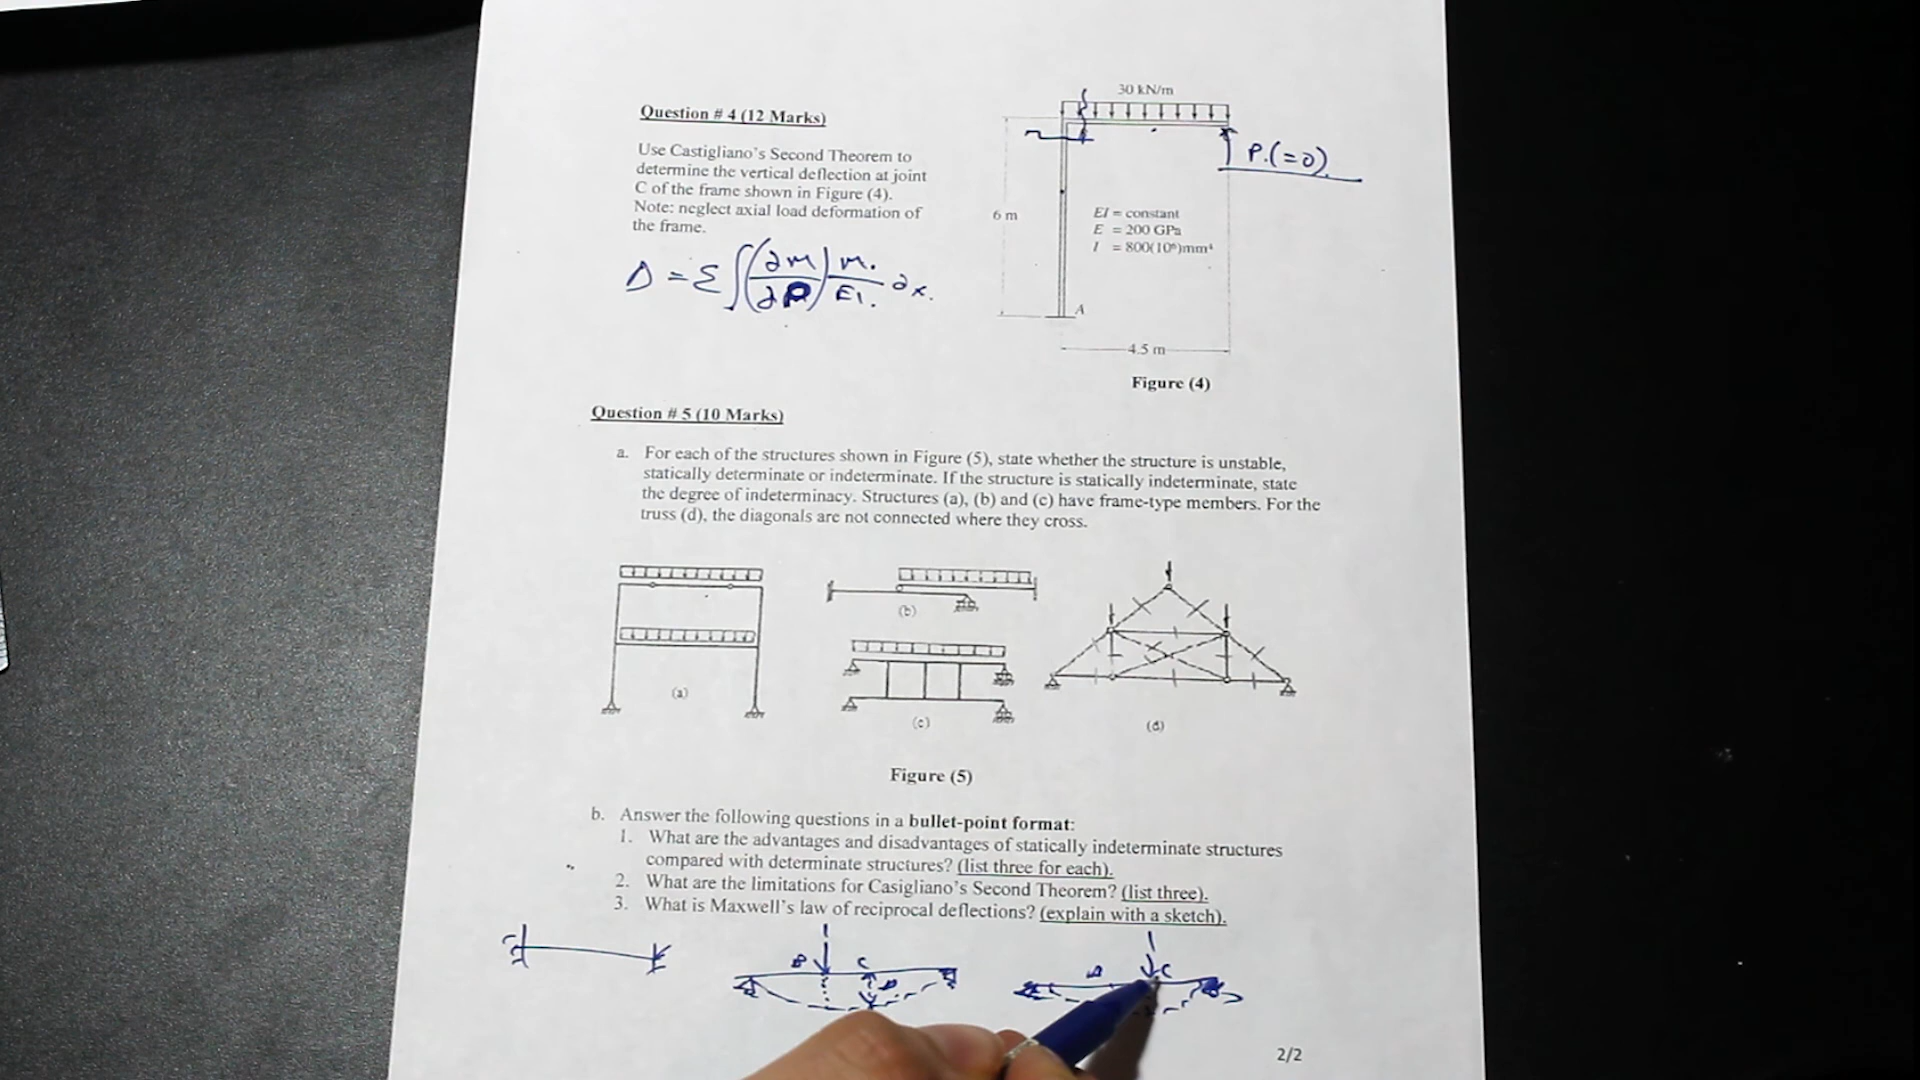 Question # 4 (12 Marks)
Use Castigliano's Second Theorem to
determine the vertical deflection at joint
C of the frame shown in Figure (4).
Note: neglect axial load deformation of
the frame.
Δ = Σ ∫ (∂M/∂P) M/EI ∂x.
30 kN/m
P.(=0)
6 m
EI = constant
E = 200 GPa
I = 800(10⁶)mm⁴
A
4.5 m
Figure (4)
Question # 5 (10 Marks)
a. For each of the structures shown in Figure (5), state whether the structure is unstable,
statically determinate or indeterminate. If the structure is statically indeterminate, state
the degree of indeterminacy. Structures (a), (b) and (c) have frame-type members. For the
truss (d), the diagonals are not connected where they cross.
(a)
(b)
(c)
(d)
Figure (5)
b. Answer the following questions in a bullet-point format:
1. What are the advantages and disadvantages of statically indeterminate structures
compared with determinate structures? (list three for each).
2. What are the limitations for Casigliano's Second Theorem? (list three).
3. What is Maxwell's law of reciprocal deflections? (explain with a sketch).
1
B C
1
C
2/2